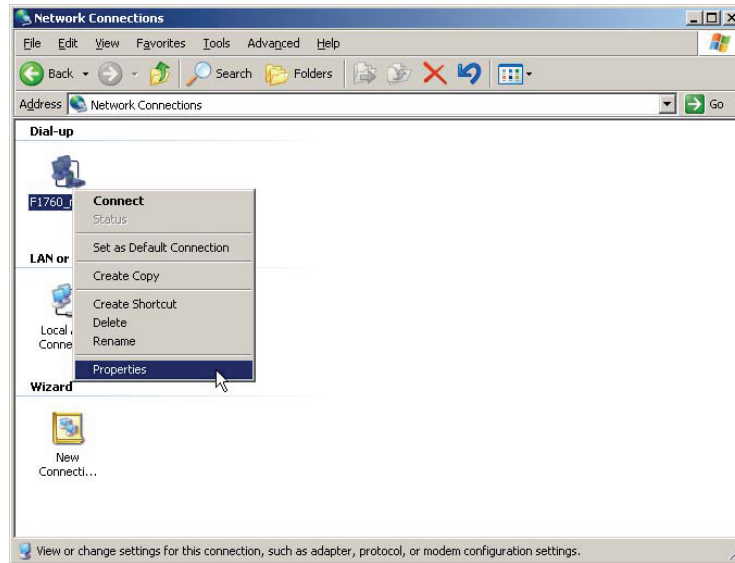 Network Connections
File Edit View Favorites Tools Advanced Help
Back Search Folders
Address Network Connections Go
Dial-up
F1760_
Connect
Status
Set as Default Connection
LAN or
Create Copy
Create Shortcut
Local
Delete
Conne
Rename
Properties
Wizard
New
Connecti...
View or change settings for this connection, such as adapter, protocol, or modem configuration settings.